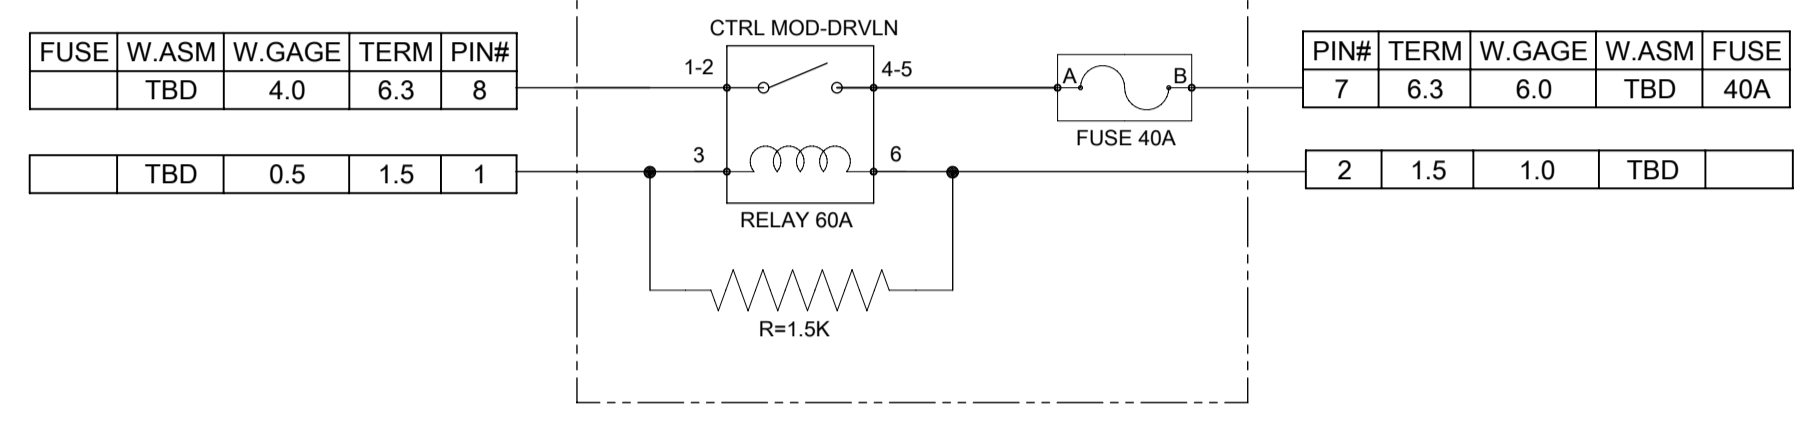 CTRL MOD-DRVLN
FUSE W.ASM W.GAGE TERM PIN#
TBD 4.0 6.3 8
1-2 4-5
A B
FUSE 40A
PIN# TERM W.GAGE W.ASM FUSE
7 6.3 6.0 TBD 40A
TBD 0.5 1.5 1
3 6
RELAY 60A
2 1.5 1.0 TBD
R=1.5K